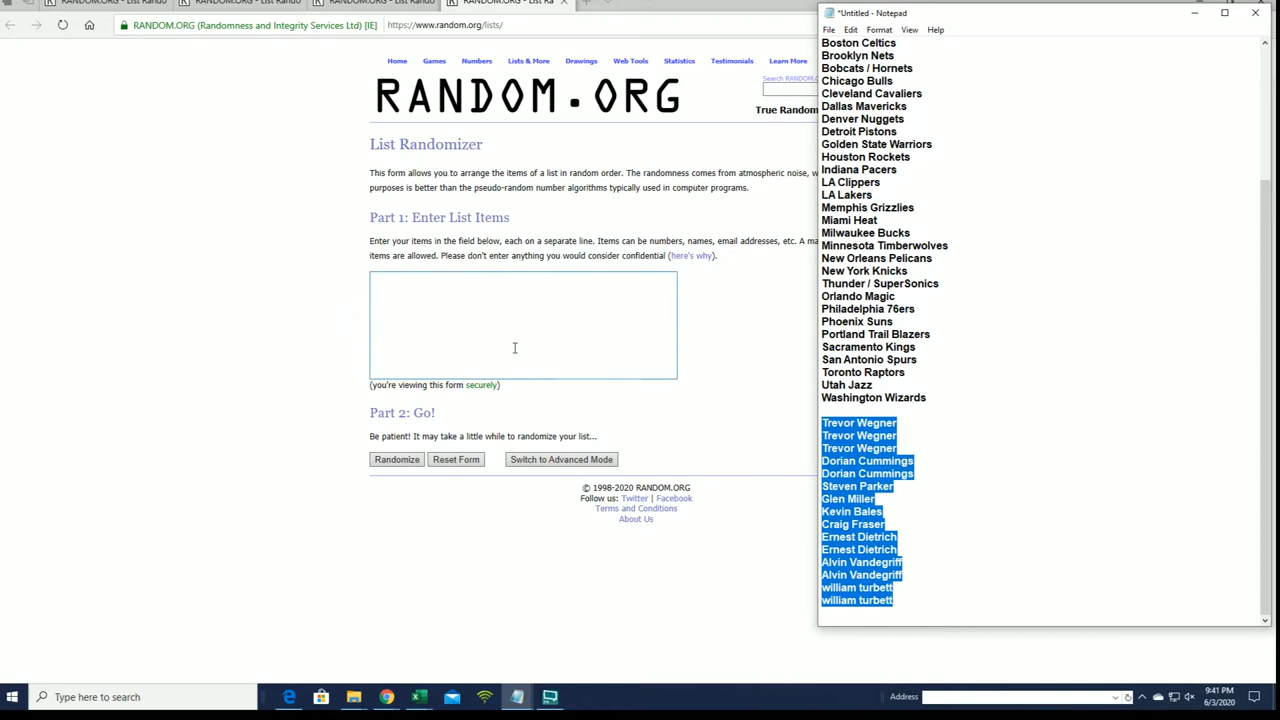 RANDOM.ORG - List Rando
RANDOM.ORG - List Rando
RANDOM.ORG - List Rando
RANDOM.ORG - List Ra
RANDOM.ORG (Randomness and Integrity Services Ltd) [IE]
https://www.random.org/lists/
Home Games Numbers Lists & More Drawings Web Tools Statistics Testimonials Learn More
Search RANDOM.O
RANDOM.ORG
True Random
List Randomizer
This form allows you to arrange the items of a list in random order. The randomness comes from atmospheric noise, w
purposes is better than the pseudo-random number algorithms typically used in computer programs.
Part 1: Enter List Items
Enter your items in the field below, each on a separate line. Items can be numbers, names, email addresses, etc. A ma
items are allowed. Please don't enter anything you would consider confidential (here's why).
(you're viewing this form securely)
Part 2: Go!
Be patient! It may take a little while to randomize your list...
Randomize Reset Form Switch to Advanced Mode
© 1998-2020 RANDOM.ORG
Follow us: Twitter | Facebook
Terms and Conditions
About Us
*Untitled - Notepad
File Edit Format View Help
Boston Celtics
Brooklyn Nets
Bobcats / Hornets
Chicago Bulls
Cleveland Cavaliers
Dallas Mavericks
Denver Nuggets
Detroit Pistons
Golden State Warriors
Houston Rockets
Indiana Pacers
LA Clippers
LA Lakers
Memphis Grizzlies
Miami Heat
Milwaukee Bucks
Minnesota Timberwolves
New Orleans Pelicans
New York Knicks
Thunder / SuperSonics
Orlando Magic
Philadelphia 76ers
Phoenix Suns
Portland Trail Blazers
Sacramento Kings
San Antonio Spurs
Toronto Raptors
Utah Jazz
Washington Wizards
Trevor Wegner
Trevor Wegner
Trevor Wegner
Dorian Cummings
Dorian Cummings
Steven Parker
Glen Miller
Kevin Bales
Craig Fraser
Ernest Dietrich
Ernest Dietrich
Alvin Vandegriff
Alvin Vandegriff
william turbett
william turbett
Type here to search
Address
9:41 PM
6/3/2020